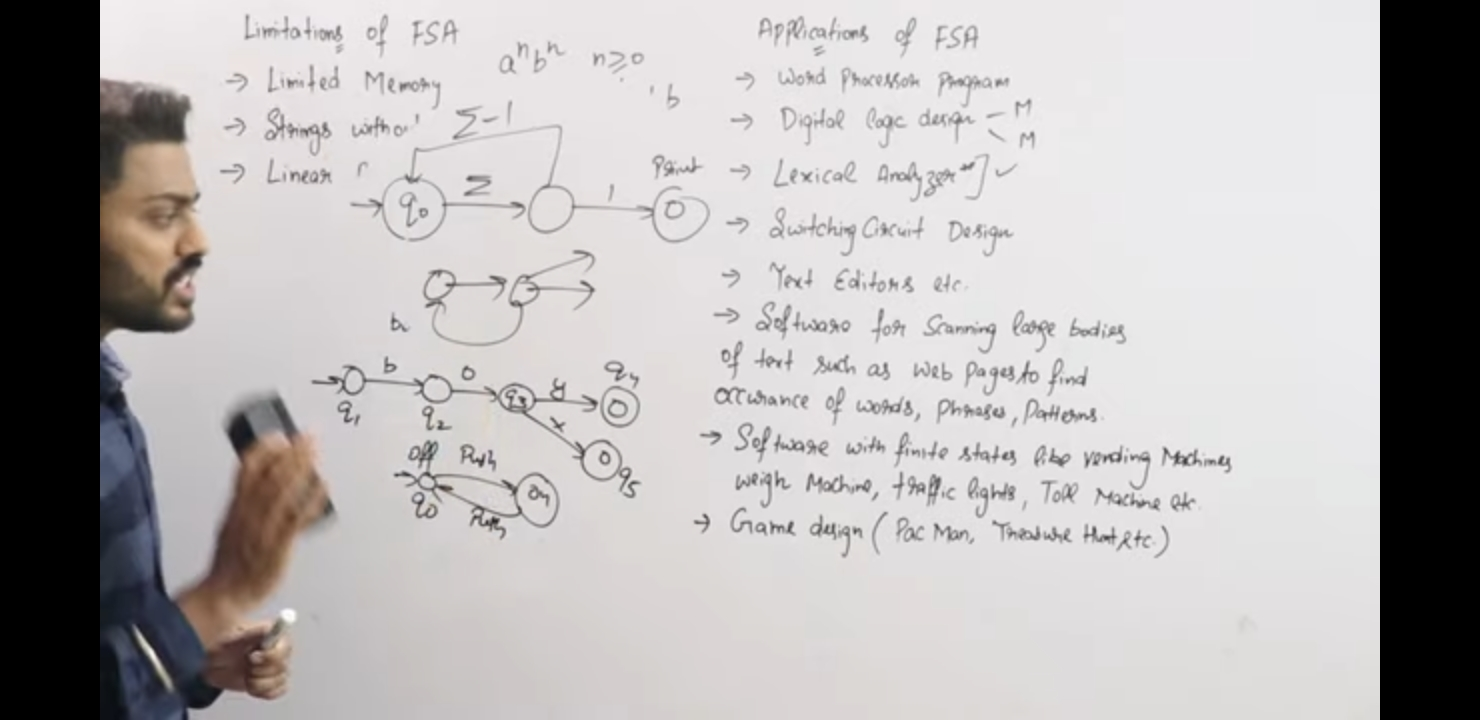 Limitations of FSA
→ Limited Memory
→ Strings witho
→ Linear
aⁿbⁿ n≥0
b
Σ-1
q₀ Σ 1 Print
b
b o y x
q₁ q₂ q₃ q₄ q₅
off Push
q₀ Push on
Applications of FSA
→ Word Processor Program
→ Digital logic design - M
M
→ Lexical Analyzer
→ Switching Circuit Design
→ Text Editors etc.
→ Software for Scanning large bodies
of text such as web pages to find
occurance of words, phrases, patterns.
→ Software with finite states like vending Machines
weigh Machine, traffic lights, Toll Machine etc.
→ Game design (Pac Man, Treasure Hunt, etc.)